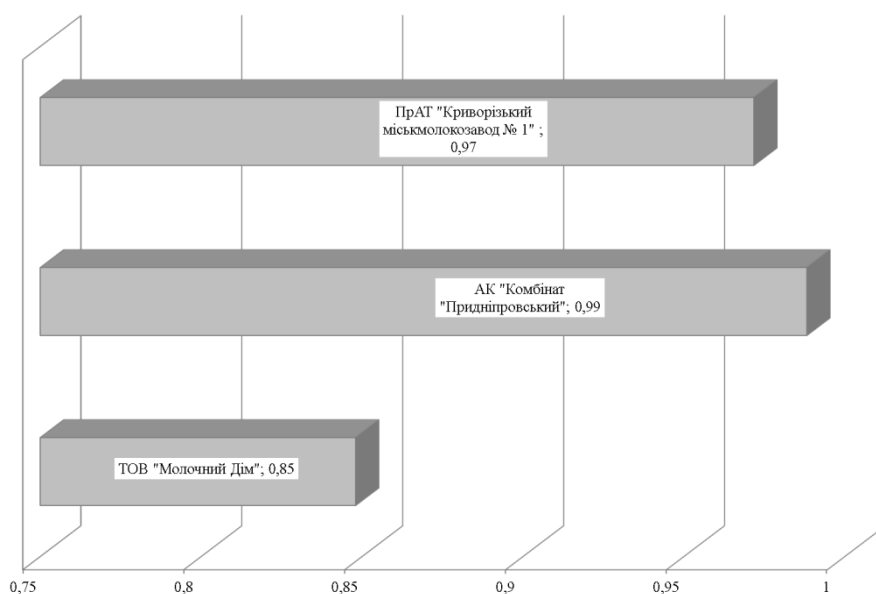 ПрАТ "Криворізький
міськмолокозавод № 1" ;
0,97
АК "Комбінат
"Придніпровський"; 0,99
ТОВ "Молочний Дім"; 0,85
0,75 0,8 0,85 0,9 0,95 1